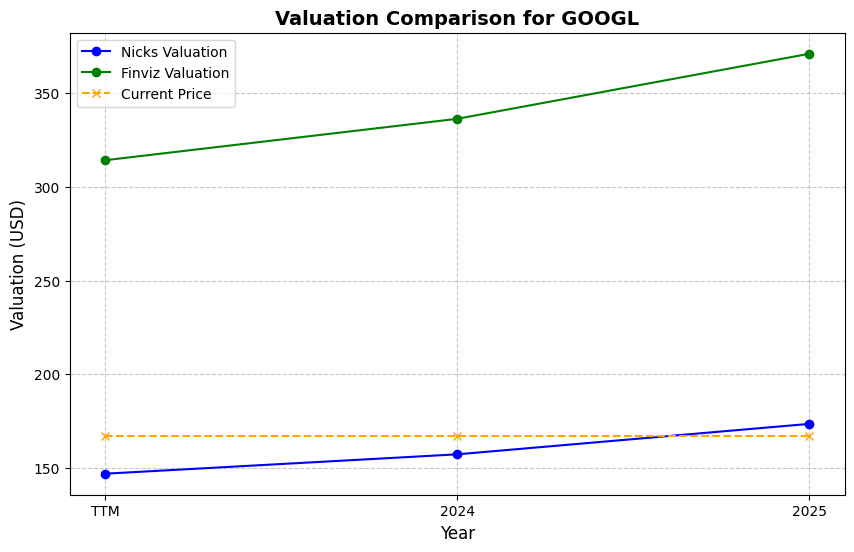 Valuation Comparison for GOOGL
Nicks Valuation
Finviz Valuation
Current Price
Valuation (USD)
350
300
250
200
150
TTM
2024
2025
Year